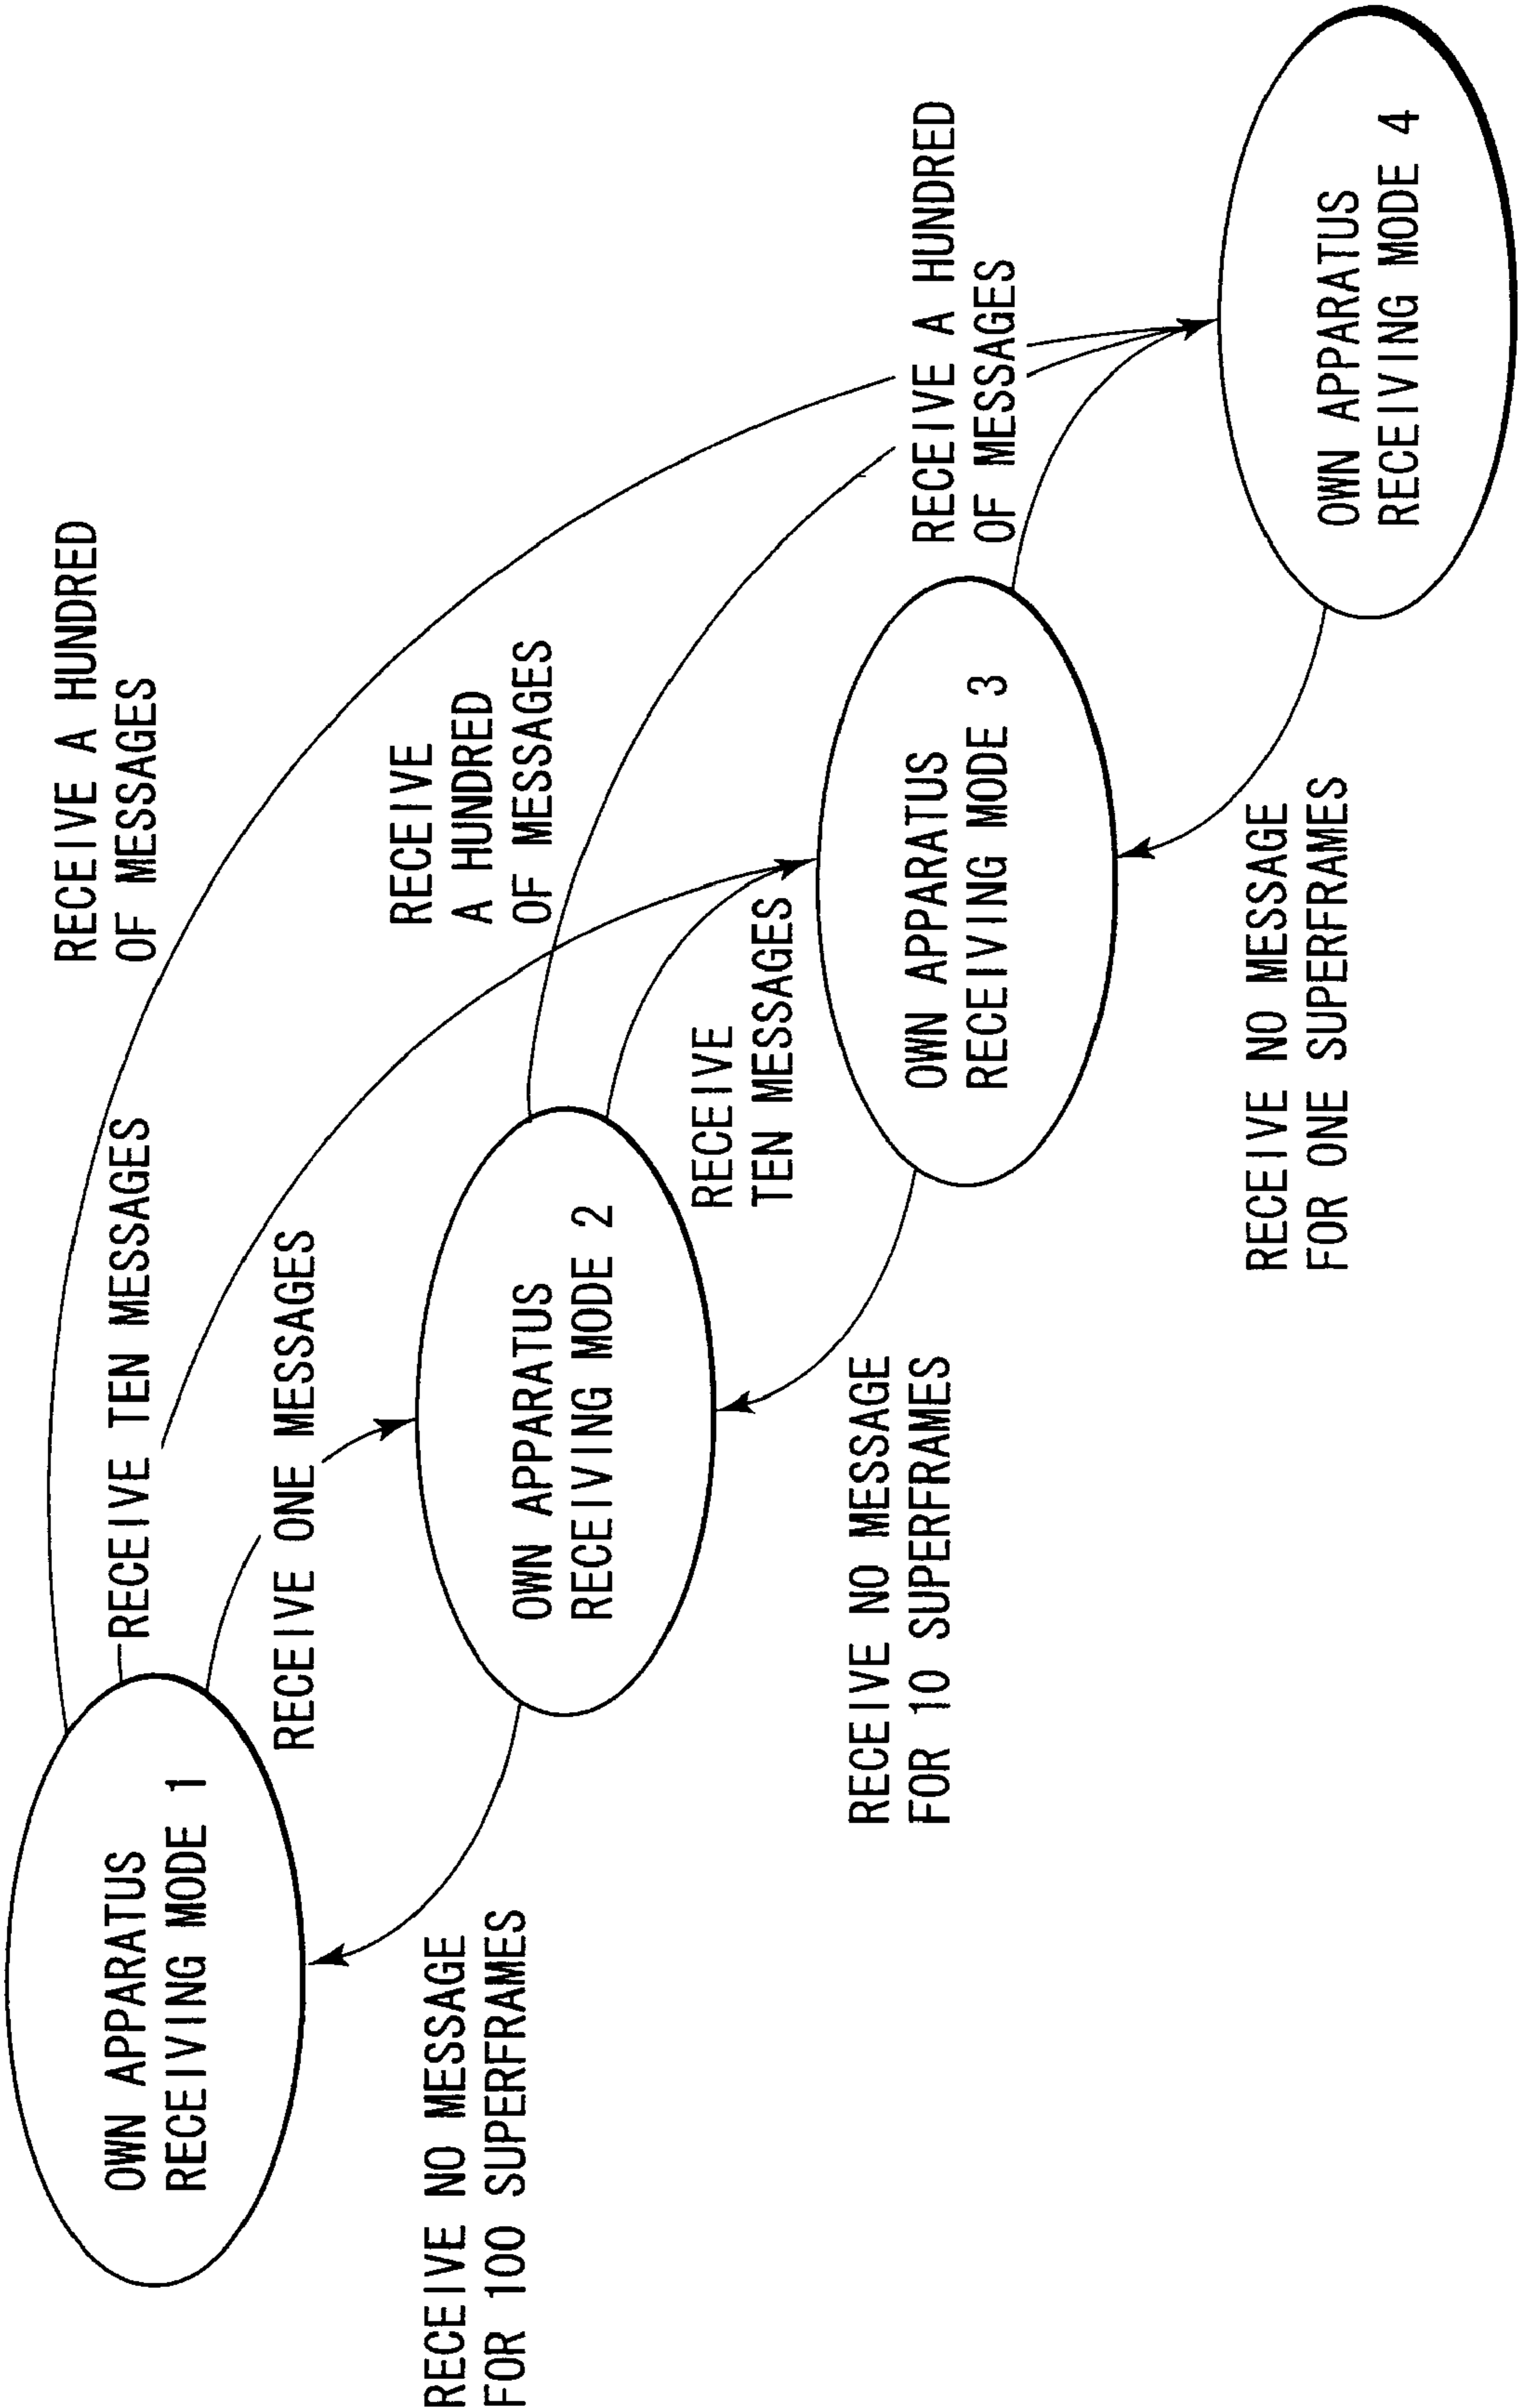 RECEIVE A HUNDRED
OF MESSAGES
OWN APPARATUS
RECEIVING MODE 1
RECEIVE TEN MESSAGES
RECEIVE ONE MESSAGES
RECEIVE
A HUNDRED
OF MESSAGES
RECEIVE NO MESSAGE
FOR 100 SUPERFRAMES
OWN APPARATUS
RECEIVING MODE 2
RECEIVE
TEN MESSAGES
RECEIVE A HUNDRED
OF MESSAGES
RECEIVE NO MESSAGE
FOR 10 SUPERFRAMES
OWN APPARATUS
RECEIVING MODE 3
RECEIVE NO MESSAGE
FOR ONE SUPERFRAMES
OWN APPARATUS
RECEIVING MODE 4